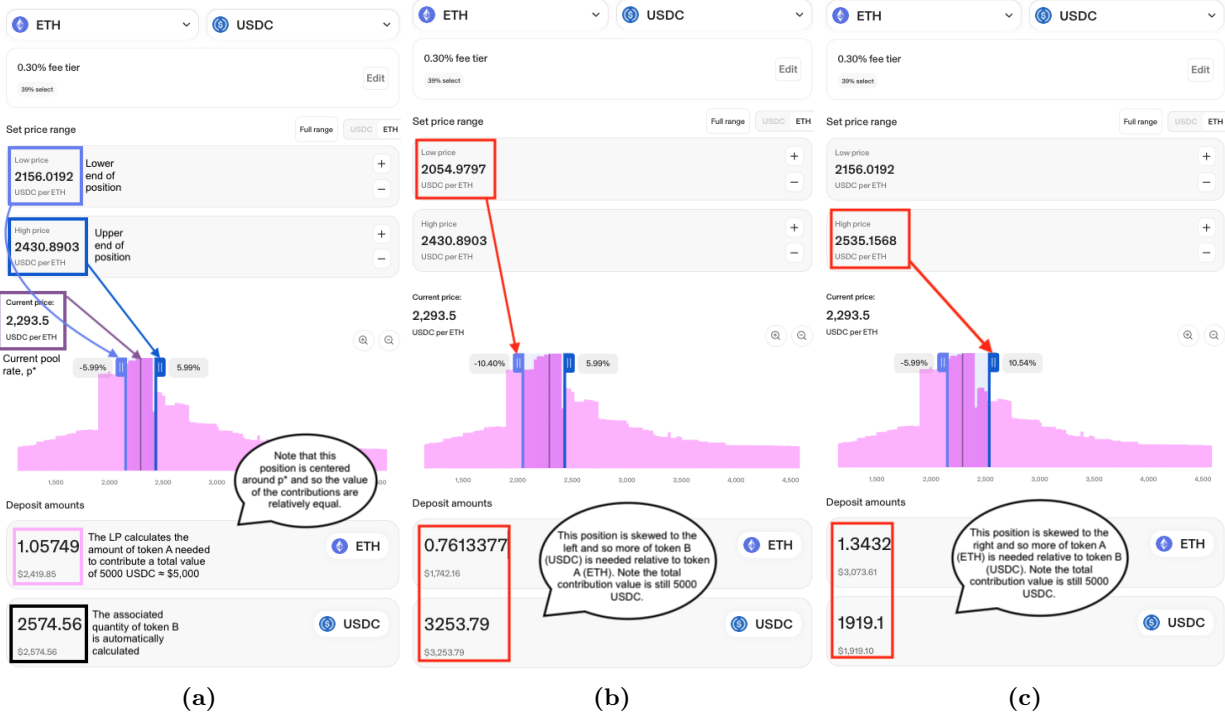 ETH
USDC
0.30% fee tier
39% select
Edit
Set price range
Full range
USDC ETH
Low price
2156.0192
USDC per ETH
Lower
end of
position
+
−
High price
2430.8903
USDC per ETH
Upper
end of
position
+
−
Current price:
2,293.5
USDC per ETH
Current pool
rate, p*
-5.99%
5.99%
Note that this
position is centered
around p* and so the value
of the contributions are
relatively equal.
1,500 2,000 2,500 3,000
Deposit amounts
1.05749
$2,419.85
The LP calculates the
amount of token A needed
to contribute a total value
of 5000 USDC ≈ $5,000
ETH
2574.56
$2,574.56
The associated
quantity of token B
is automatically
calculated
USDC
(a)
ETH
USDC
0.30% fee tier
39% select
Edit
Set price range
Full range
USDC ETH
Low price
2054.9797
USDC per ETH
+
−
High price
2430.8903
USDC per ETH
+
−
Current price:
2,293.5
USDC per ETH
-10.40%
5.99%
1,500 2,000 2,500 3,000 3,500 4,000 4,500
Deposit amounts
0.7613377
$1,742.16
ETH
This position is skewed to the
left and so more of token B
(USDC) is needed relative to token
A (ETH). Note the total
contribution value is still 5000
USDC.
3253.79
$3,253.79
USDC
(b)
ETH
USDC
0.30% fee tier
39% select
Edit
Set price range
Full range
USDC ETH
Low price
2156.0192
USDC per ETH
+
−
High price
2535.1568
USDC per ETH
+
−
Current price:
2,293.5
USDC per ETH
-5.99%
10.54%
1,500 2,000 2,500 3,000 3,500 4,000 4,500
Deposit amounts
1.3432
$3,073.61
ETH
This position is skewed to the
right and so more of token A
(ETH) is needed relative to token B
(USDC). Note the total
contribution value is still 5000
USDC.
1919.1
$1,919.10
USDC
(c)